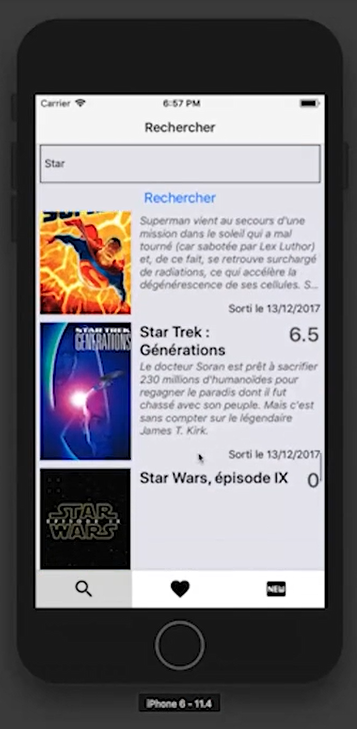 Carrier
6:57 PM
Rechercher
Star
Rechercher
Superman vient au secours d'une
mission dans le soleil qui a mal
tourné (car sabotée par Lex Luthor)
et, de ce fait, se retrouve surchargé
de radiations, ce qui accélère la
dégénérescence de ses cellules. S...
Sorti le 13/12/2017
STAR TREK
GENERATIONS
Star Trek :
Générations
6.5
Le docteur Soran est prêt à sacrifier
230 millions d'humanoïdes pour
regagner le paradis dont il fut
chassé avec son peuple. Mais c'est
sans compter sur le légendaire
James T. Kirk.
Sorti le 13/12/2017
STAR
EPISODE IX
WARS
Star Wars, épisode IX
0
NEW
iPhone 6 - 11.4